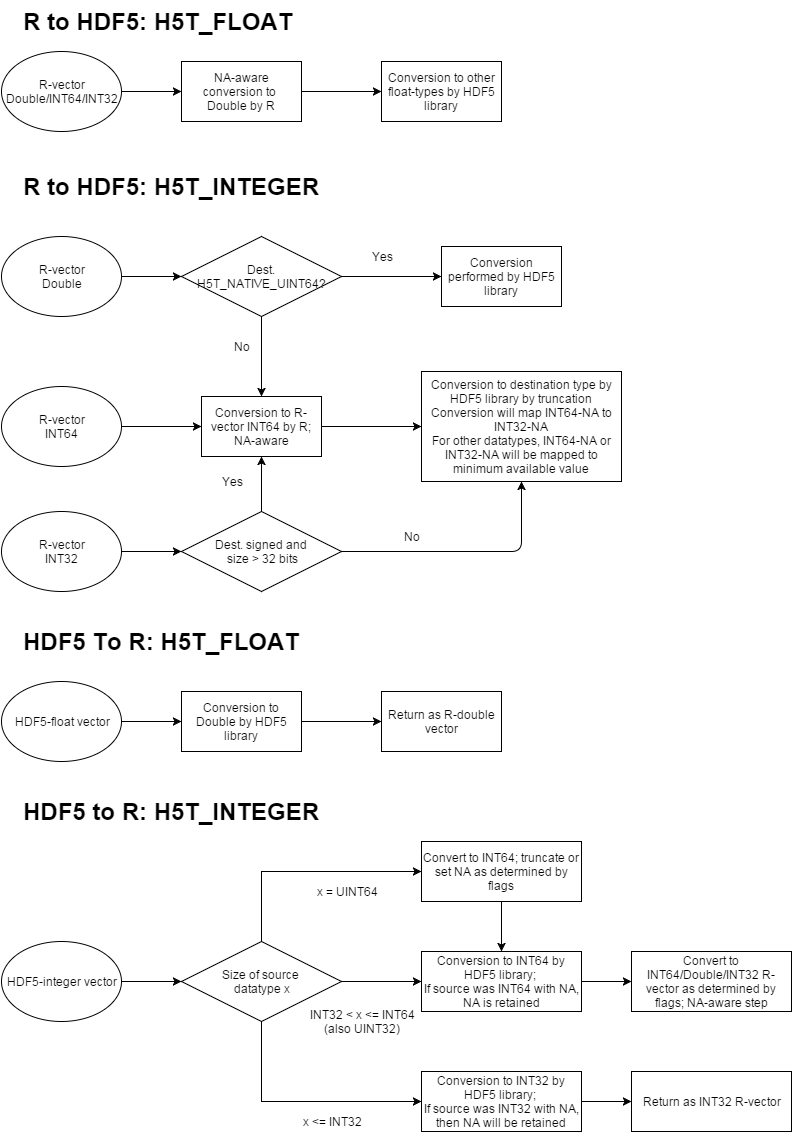 R to HDF5: H5T_FLOAT
R-vector
Double/INT64/INT32
NA-aware
conversion to
Double by R
Conversion to other
float-types by HDF5
library
R to HDF5: H5T_INTEGER
R-vector
Double
Dest.
H5T_NATIVE_UINT64?
Yes
Conversion
performed by HDF5
library
No
R-vector
INT64
Conversion to R-
vector INT64 by R;
NA-aware
Conversion to destination type by
HDF5 library by truncation
Conversion will map INT64-NA to
INT32-NA
For other datatypes, INT64-NA or
INT32-NA will be mapped to
minimum available value
Yes
R-vector
INT32
Dest. signed and
size > 32 bits
No
HDF5 To R: H5T_FLOAT
HDF5-float vector
Conversion to
Double by HDF5
library
Return as R-double
vector
HDF5 to R: H5T_INTEGER
Convert to INT64; truncate or
set NA as determined by
flags
x = UINT64
HDF5-integer vector
Size of source
datatype x
INT32 < x <= INT64
(also UINT32)
Conversion to INT64 by
HDF5 library;
If source was INT64 with NA,
NA is retained
Convert to
INT64/Double/INT32 R-
vector as determined by
flags; NA-aware step
x <= INT32
Conversion to INT32 by
HDF5 library;
If source was INT32 with NA,
then NA will be retained
Return as INT32 R-vector